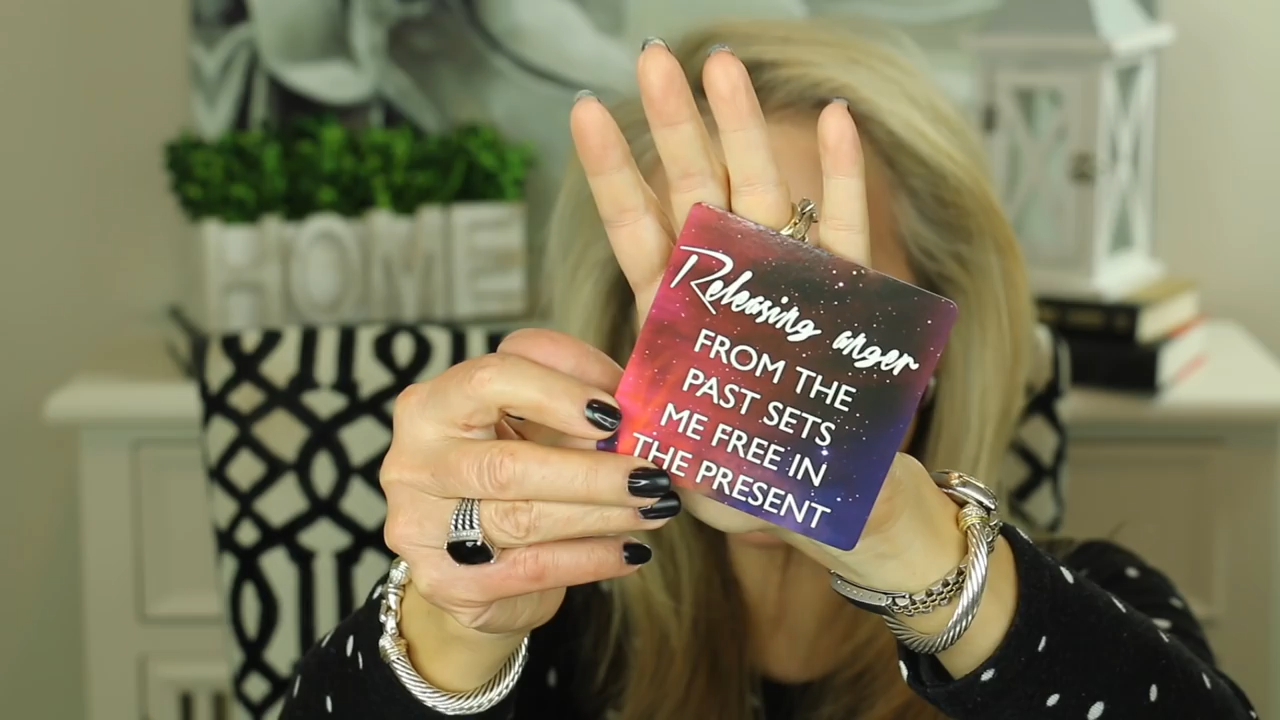 HOME
Releasing anger
FROM THE
PAST SETS
ME FREE IN
THE PRESENT